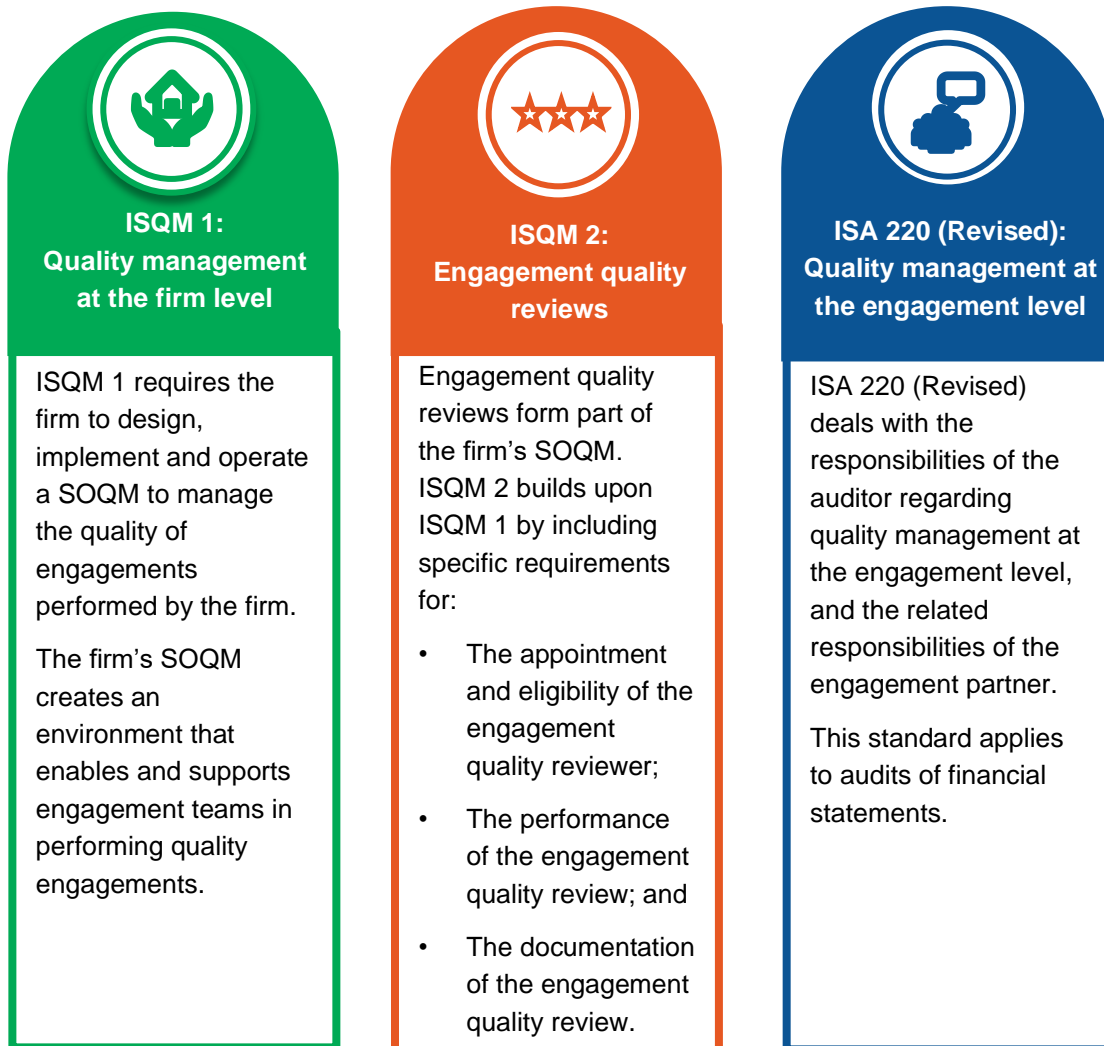 ISQM 1:
Quality management
at the firm level
ISQM 1 requires the
firm to design,
implement and operate
a SOQM to manage
the quality of
engagements
performed by the firm.
The firm’s SOQM
creates an
environment that
enables and supports
engagement teams in
performing quality
engagements.
ISQM 2:
Engagement quality
reviews
Engagement quality
reviews form part of
the firm’s SOQM.
ISQM 2 builds upon
ISQM 1 by including
specific requirements
for:
• The appointment
and eligibility of the
engagement
quality reviewer;
• The performance
of the engagement
quality review; and
• The documentation
of the engagement
quality review.
ISA 220 (Revised):
Quality management at
the engagement level
ISA 220 (Revised)
deals with the
responsibilities of the
auditor regarding
quality management at
the engagement level,
and the related
responsibilities of the
engagement partner.
This standard applies
to audits of financial
statements.